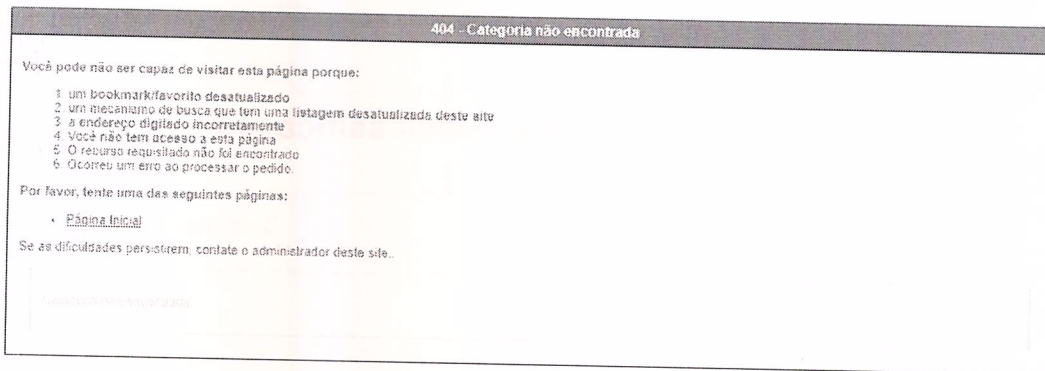 404 - Categoria não encontrada
Você pode não ser capaz de visitar esta página porque:
1. um bookmark/favorito desatualizado
2. um mecanismo de busca que tem uma listagem desatualizada deste site
3. a endereço digitado incorretamente
4. Você não tem acesso a esta página
5. O recurso requisitado não foi encontrado
6. Ocorreu um erro ao processar o pedido.
Por favor, tente uma das seguintes páginas:
• Página Inicial
Se as dificuldades persistirem, contate o administrador deste site..